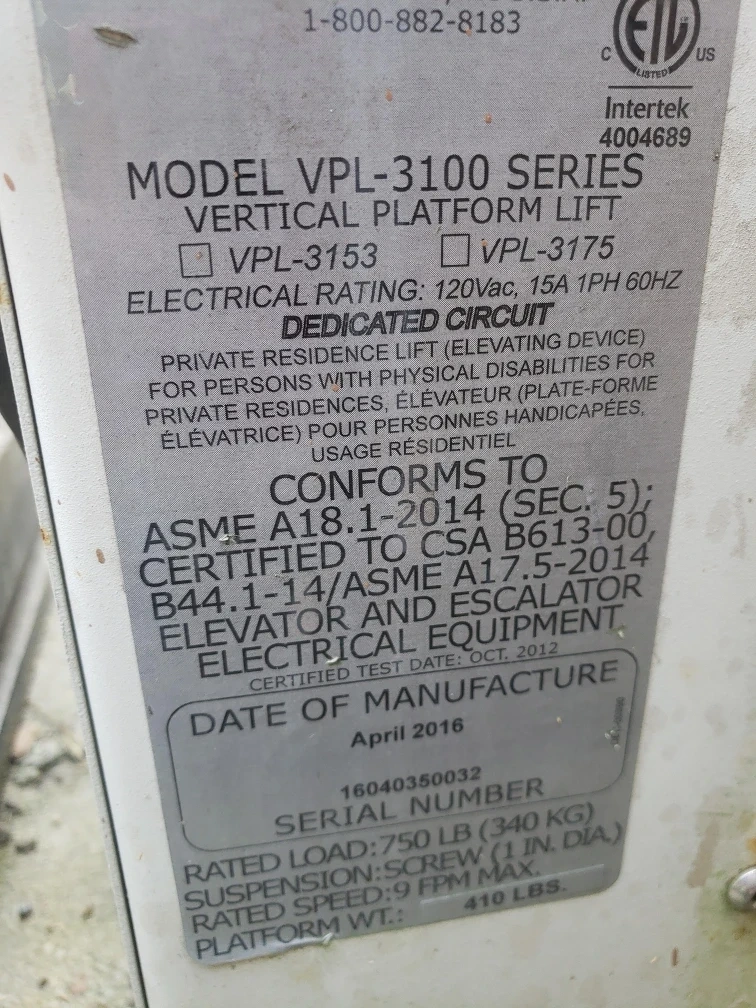 1-800-882-8183
ETL
C US
LISTED
Intertek
4004689
MODEL VPL-3100 SERIES
VERTICAL PLATFORM LIFT
VPL-3153 VPL-3175
ELECTRICAL RATING: 120Vac, 15A 1PH 60HZ
DEDICATED CIRCUIT
PRIVATE RESIDENCE LIFT (ELEVATING DEVICE)
FOR PERSONS WITH PHYSICAL DISABILITIES FOR
PRIVATE RESIDENCES, ÉLÉVATEUR (PLATE-FORME
ÉLÉVATRICE) POUR PERSONNES HANDICAPÉES,
USAGE RÉSIDENTIEL
CONFORMS TO
ASME A18.1-2014 (SEC. 5);
CERTIFIED TO CSA B613-00,
B44.1-14/ASME A17.5-2014
ELEVATOR AND ESCALATOR
ELECTRICAL EQUIPMENT
CERTIFIED TEST DATE: OCT. 2012
DATE OF MANUFACTURE
April 2016
16040350032
SERIAL NUMBER
RATED LOAD:750 LB (340 KG)
SUSPENSION:SCREW (1 IN. DIA.)
RATED SPEED:9 FPM MAX.
PLATFORM WT.: 410 LBS.